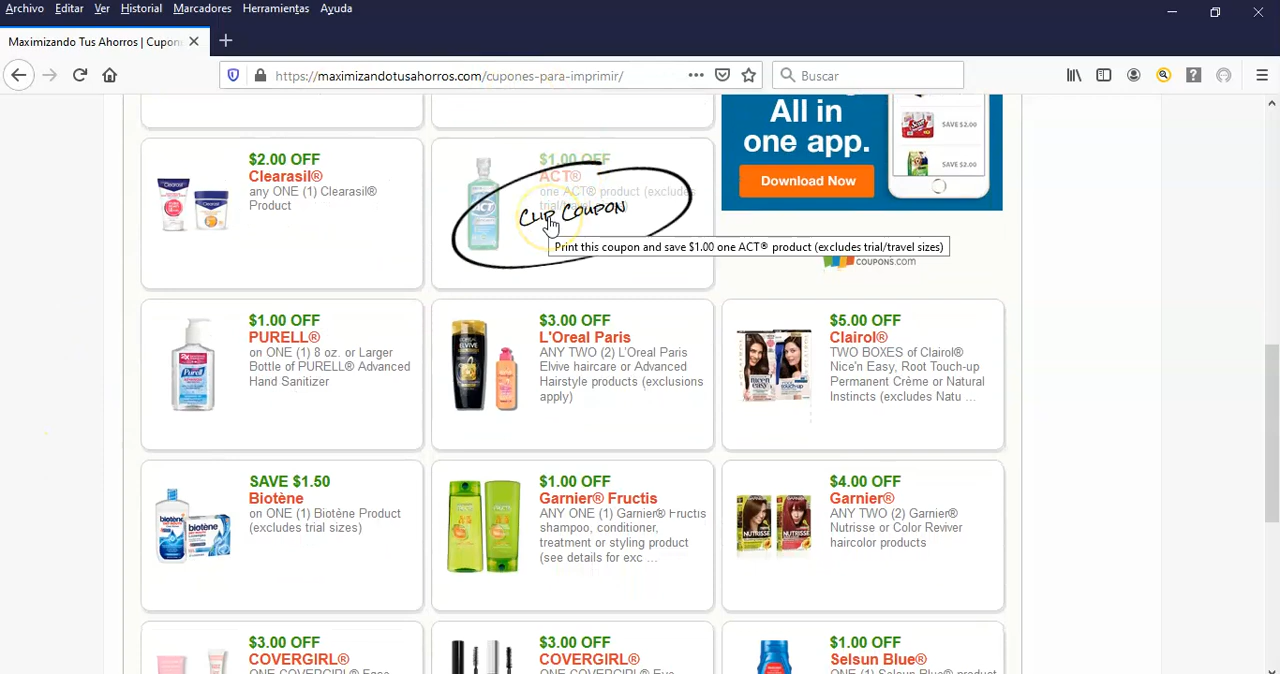 Archivo Editar Ver Historial Marcadores Herramientas Ayuda
Maximizando Tus Ahorros | Cupon
https://maximizandotusahorros.com/cupones-para-imprimir/
Buscar
All in
one app.
Download Now
SAVE $2.00
SAVE $2.00
COUPONS.com
$2.00 OFF
Clearasil®
any ONE (1) Clearasil®
Product
$1.00 OFF
ACT®
one ACT® product (excludes
trial/travel sizes)
CLIP COUPON
Print this coupon and save $1.00 one ACT® product (excludes trial/travel sizes)
$1.00 OFF
PURELL®
on ONE (1) 8 oz. or Larger
Bottle of PURELL® Advanced
Hand Sanitizer
$3.00 OFF
L'Oreal Paris
ANY TWO (2) L'Oreal Paris
Elvive haircare or Advanced
Hairstyle products (exclusions
apply)
$5.00 OFF
Clairol®
TWO BOXES of Clairol®
Nice'n Easy, Root Touch-up
Permanent Crème or Natural
Instincts (excludes Natu ...
SAVE $1.50
Biotène
on ONE (1) Biotène Product
(excludes trial sizes)
$1.00 OFF
Garnier® Fructis
ANY ONE (1) Garnier® Fructis
shampoo, conditioner,
treatment or styling product
(see details for exc ...
$4.00 OFF
Garnier®
ANY TWO (2) Garnier®
Nutrisse or Color Reviver
haircolor products
$3.00 OFF
COVERGIRL®
$3.00 OFF
COVERGIRL®
$1.00 OFF
Selsun Blue®
ONE (1) Selsun Blue® product